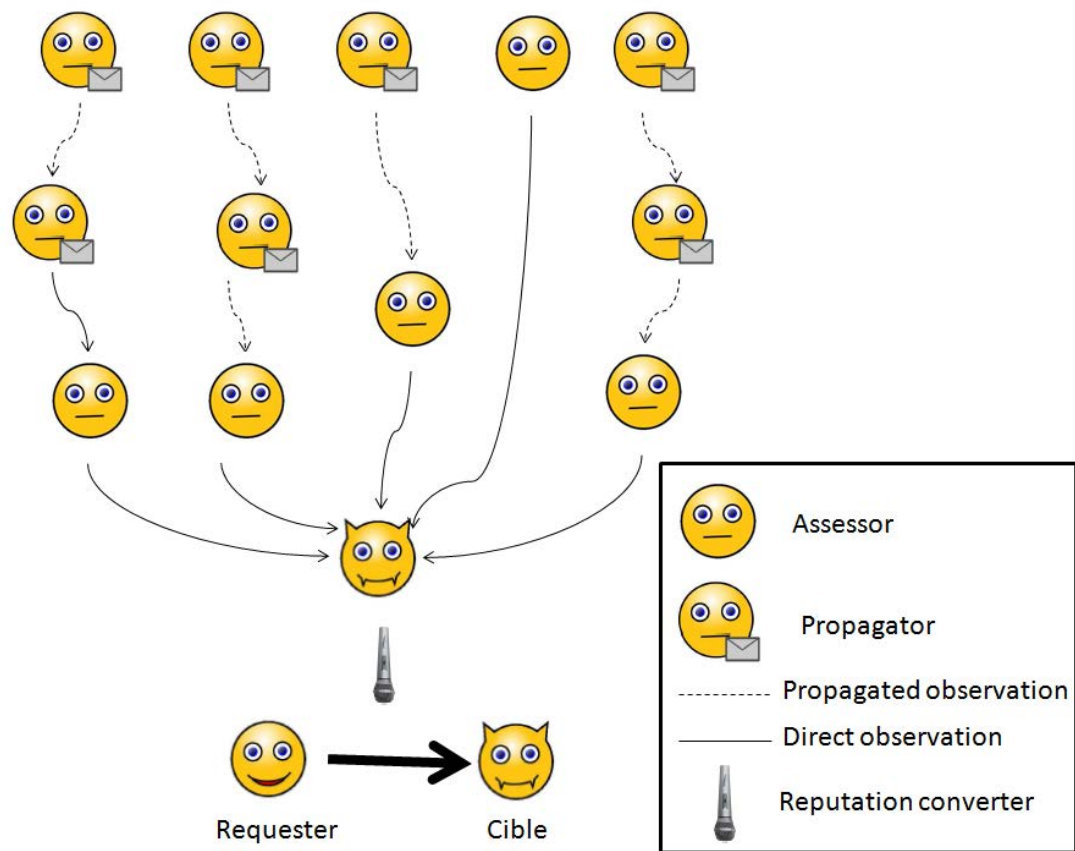 Assessor
Propagator
Propagated observation
Direct observation
Reputation converter
Requester
Cible